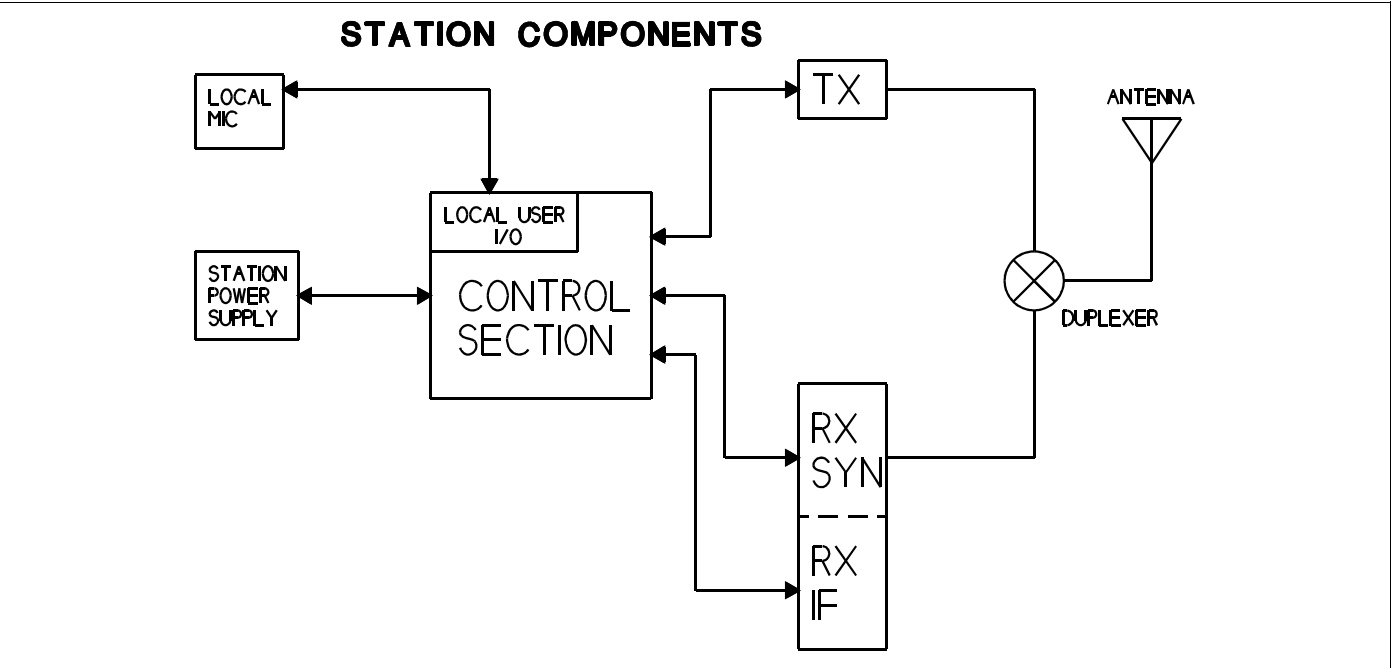 STATION COMPONENTS
LOCAL
MIC
TX
ANTENNA
LOCAL USER
I/O
STATION
POWER
SUPPLY
CONTROL
SECTION
DUPLEXER
RX
SYN
RX
IF